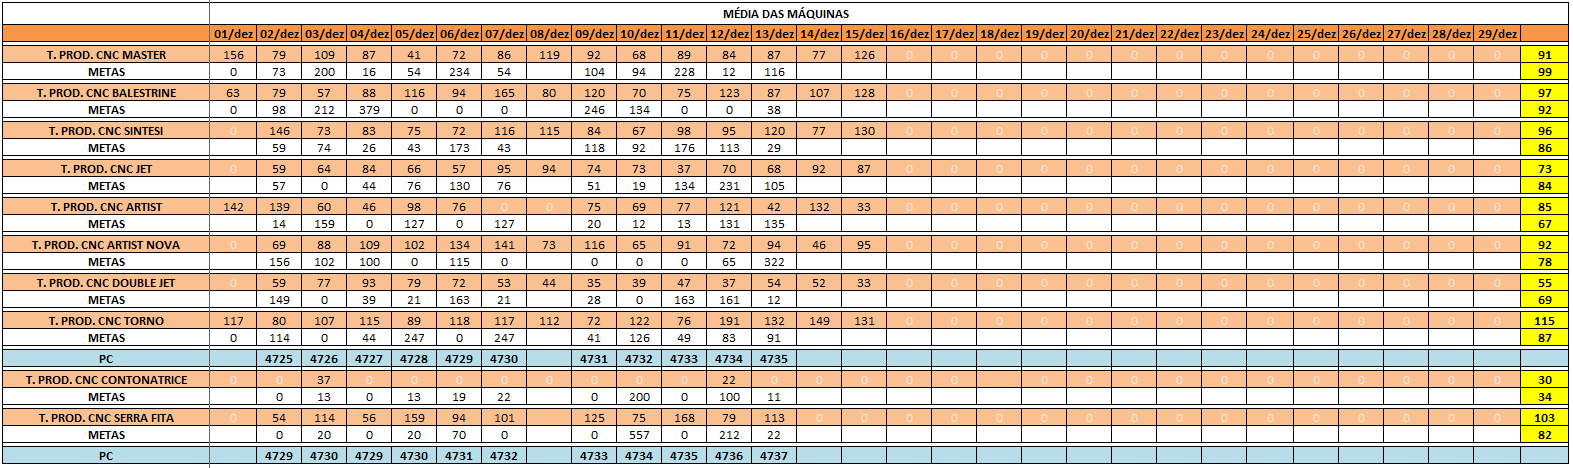 MÉDIA DAS MÁQUINAS
01/dez 02/dez 03/dez 04/dez 05/dez 06/dez 07/dez 08/dez 09/dez 10/dez 11/dez 12/dez 13/dez 14/dez 15/dez 16/dez 17/dez 18/dez 19/dez 20/dez 21/dez 22/dez 23/dez 24/dez 25/dez 26/dez 27/dez 28/dez 29/dez
T. PROD. CNC MASTER 156 79 109 87 41 72 86 119 92 68 89 84 87 77 126 0 0 0 0 0 0 0 0 0 0 0 0 0 0 91
METAS 0 73 200 16 54 234 54 104 94 228 12 116 99
T. PROD. CNC BALESTRINE 63 79 57 88 116 94 165 80 120 70 75 123 87 107 128 0 0 0 0 0 0 0 0 0 0 0 0 0 0 97
METAS 0 98 212 379 0 0 0 246 134 0 0 38 92
T. PROD. CNC SINTESI 0 146 73 83 75 72 116 115 84 67 98 95 120 77 130 0 0 0 0 0 0 0 0 0 0 0 0 0 0 96
METAS 59 74 26 43 173 43 118 92 176 113 29 86
T. PROD. CNC JET 0 59 64 84 66 57 95 94 74 73 37 70 68 92 87 0 0 0 0 0 0 0 0 0 0 0 0 0 0 73
METAS 57 0 44 76 130 76 51 19 134 231 105 84
T. PROD. CNC ARTIST 142 139 60 46 98 76 0 0 75 69 77 121 42 132 33 0 0 0 0 0 0 0 0 0 0 0 0 0 0 85
METAS 14 159 0 127 0 127 20 12 13 131 135 67
T. PROD. CNC ARTIST NOVA 0 69 88 109 102 134 141 73 116 65 91 72 94 46 95 0 0 0 0 0 0 0 0 0 0 0 0 0 0 92
METAS 156 102 100 0 115 0 0 0 0 65 322 78
T. PROD. CNC DOUBLE JET 0 59 77 93 79 72 53 44 35 39 47 37 54 52 33 0 0 0 0 0 0 0 0 0 0 0 0 0 0 55
METAS 149 0 39 21 163 21 28 0 163 161 12 69
T. PROD. CNC TORNO 117 80 107 115 89 118 117 112 72 122 76 191 132 149 131 0 0 0 0 0 0 0 0 0 0 0 0 0 0 115
METAS 0 114 0 44 247 0 247 41 126 49 83 91 87
PC 4725 4726 4727 4728 4729 4730 4731 4732 4733 4734 4735
T. PROD. CNC CONTONATRICE 0 0 37 0 0 0 0 0 0 0 0 22 0 0 0 0 0 0 0 0 0 0 0 0 0 0 0 0 30
METAS 0 13 0 13 19 22 0 200 0 100 11 34
T. PROD. CNC SERRA FITA 0 54 114 56 159 94 101 125 75 168 79 113 0 0 0 0 0 0 0 0 0 0 0 0 0 0 0 0 103
METAS 0 20 0 20 70 0 0 557 0 212 22 82
PC 4729 4730 4729 4730 4731 4732 4733 4734 4735 4736 4737